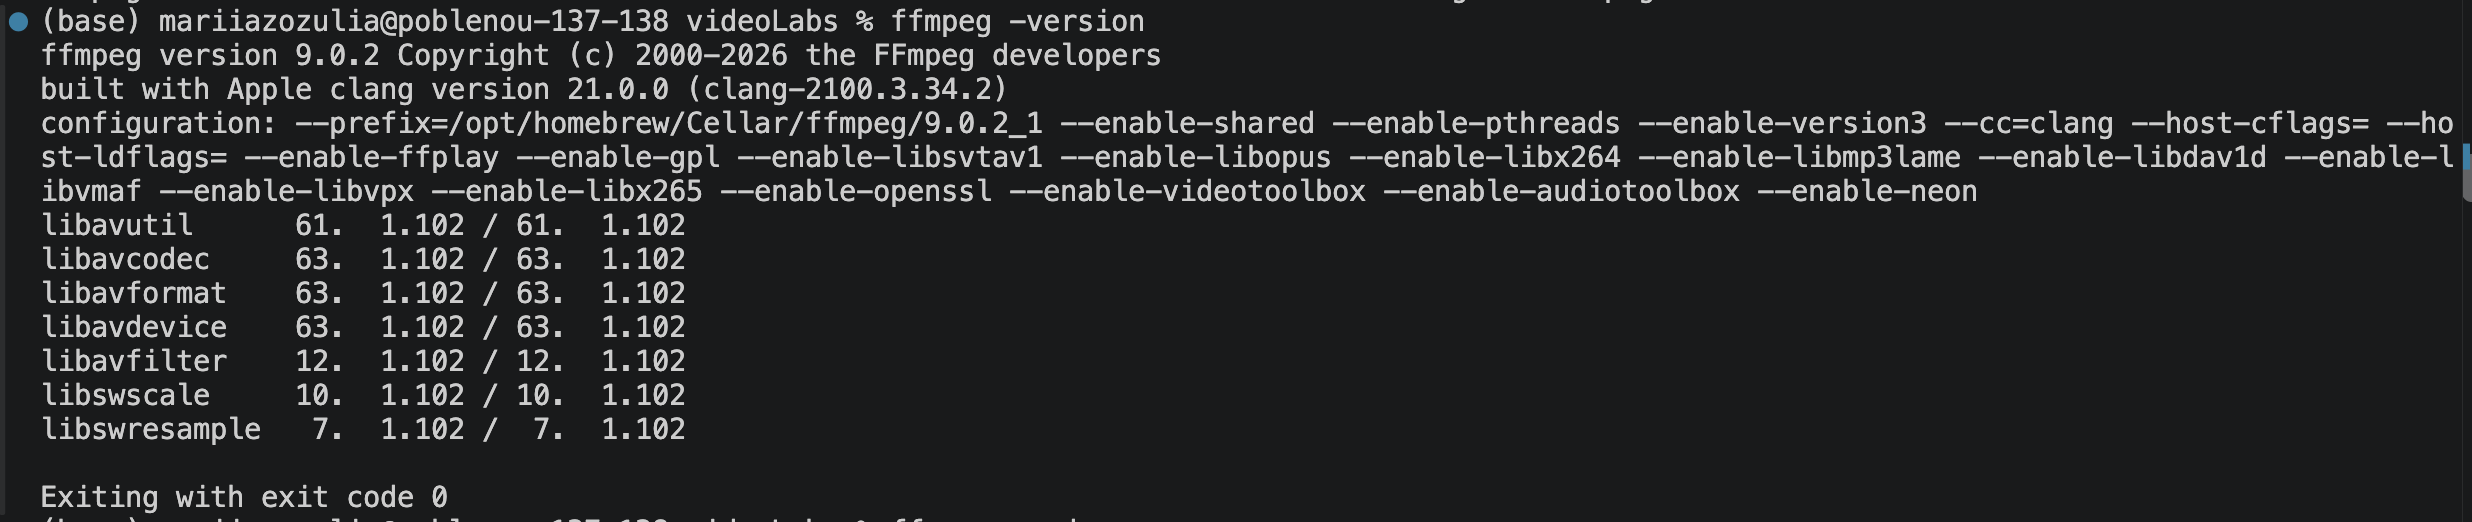 (base) mariiazozulia@poblenou-137-138 videoLabs % ffmpeg -version
ffmpeg version 9.0.2 Copyright (c) 2000-2026 the FFmpeg developers
built with Apple clang version 21.0.0 (clang-2100.3.34.2)
configuration: --prefix=/opt/homebrew/Cellar/ffmpeg/9.0.2_1 --enable-shared --enable-pthreads --enable-version3 --cc=clang --host-cflags= --ho
st-ldflags= --enable-ffplay --enable-gpl --enable-libsvtav1 --enable-libopus --enable-libx264 --enable-libmp3lame --enable-libdav1d --enable-l
ibvmaf --enable-libvpx --enable-libx265 --enable-openssl --enable-videotoolbox --enable-audiotoolbox --enable-neon
libavutil      61.  1.102 / 61.  1.102
libavcodec     63.  1.102 / 63.  1.102
libavformat    63.  1.102 / 63.  1.102
libavdevice    63.  1.102 / 63.  1.102
libavfilter    12.  1.102 / 12.  1.102
libswscale     10.  1.102 / 10.  1.102
libswresample   7.  1.102 /  7.  1.102
Exiting with exit code 0